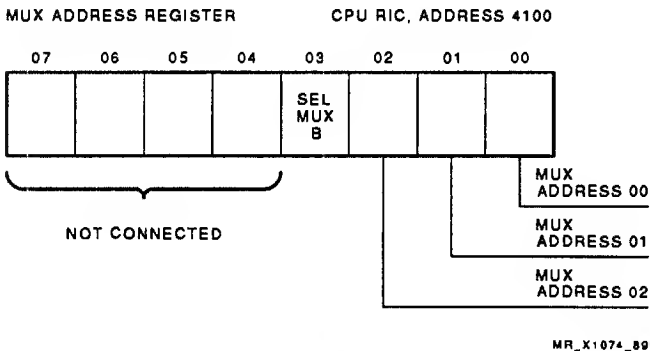 MUX ADDRESS REGISTER CPU RIC, ADDRESS 4100
07 06 05 04 03 02 01 00
SEL
MUX
B
MUX
ADDRESS 00
NOT CONNECTED
MUX
ADDRESS 01
MUX
ADDRESS 02
MR_X1074_89